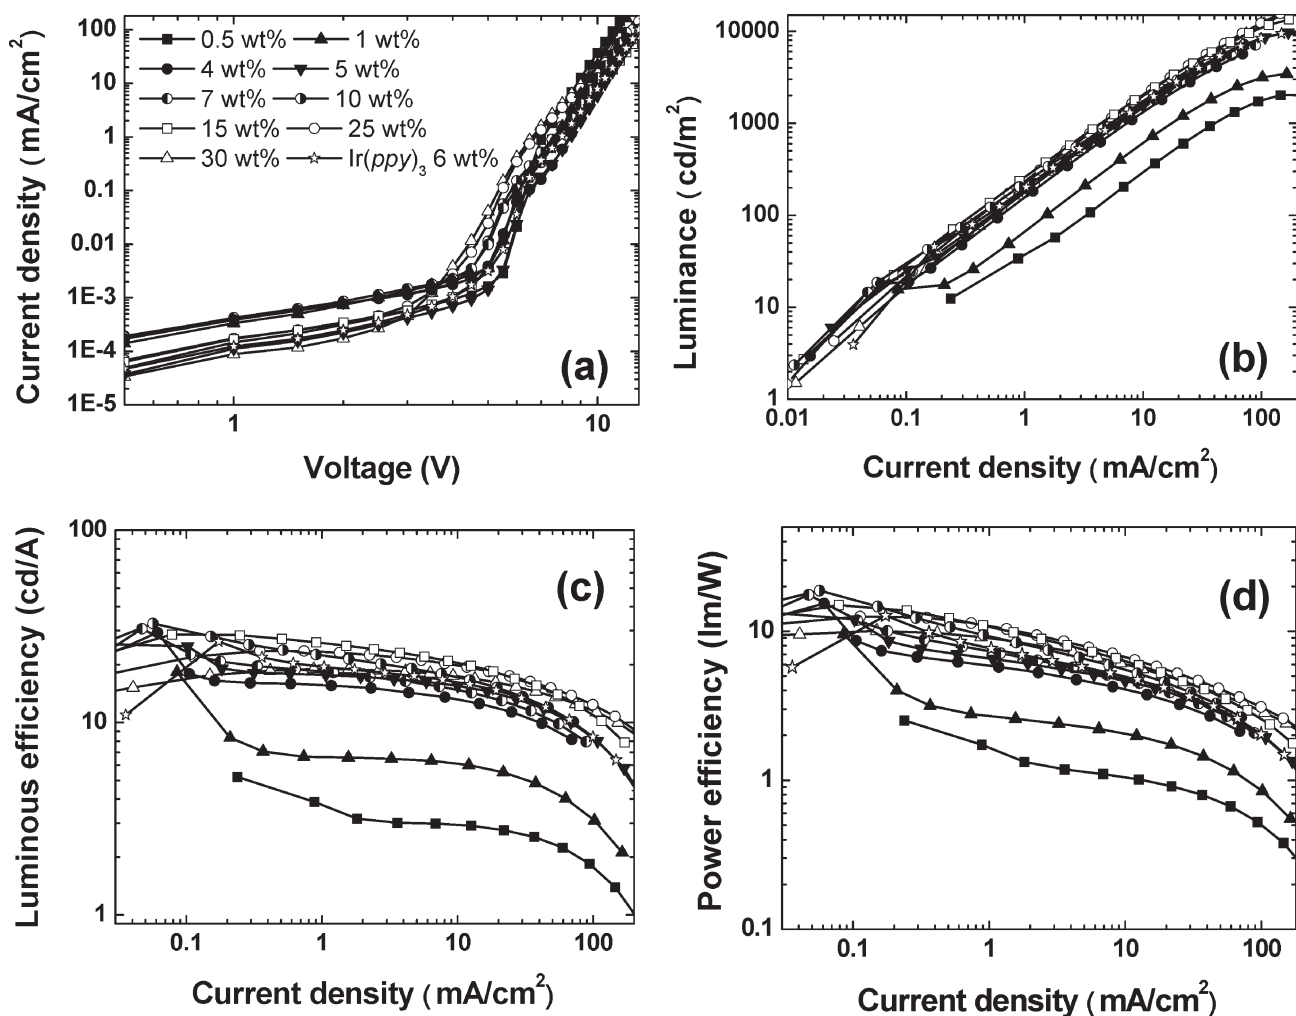 Current density (mA/cm²)
100
10
1
0.1
0.01
1E-3
1E-4
1E-5
0.5 wt% 1 wt%
4 wt% 5 wt%
7 wt% 10 wt%
15 wt% 25 wt%
30 wt% Ir(ppy)₃ 6 wt%
(a)
1 10
Voltage (V)
Luminance (cd/m²)
10000
1000
100
10
1
(b)
0.01 0.1 1 10 100
Current density (mA/cm²)
Luminous efficiency (cd/A)
100
10
1
(c)
0.1 1 10 100
Current density (mA/cm²)
Power efficiency (lm/W)
10
1
0.1
(d)
0.1 1 10 100
Current density (mA/cm²)